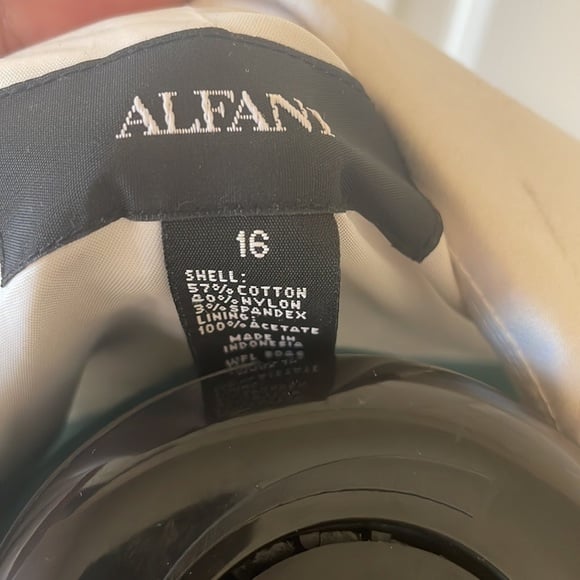 ALFANI
16
SHELL:
57% COTTON
40% NYLON
3% SPANDEX
LINING:
100% ACETATE
MADE IN
INDONESIA